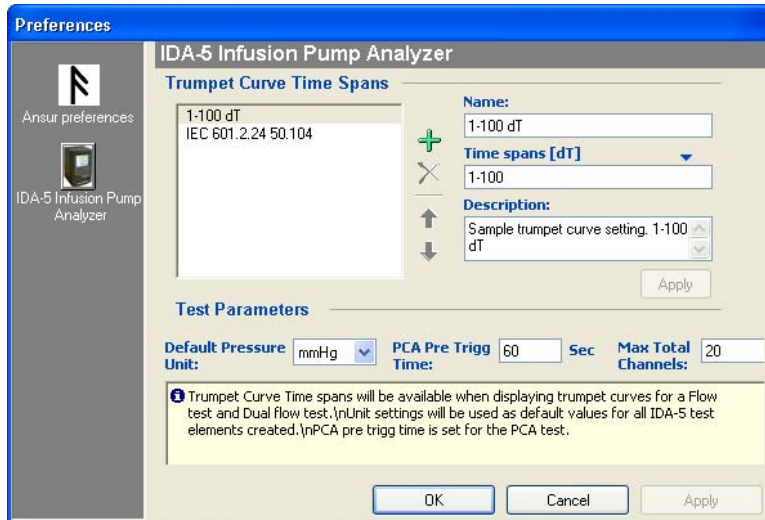 Preferences
Ansur preferences
IDA-5 Infusion Pump
Analyzer
IDA-5 Infusion Pump Analyzer
Trumpet Curve Time Spans
1-100 dT
IEC 601.2.24 50.104
Name:
1-100 dT
Time spans [dT]
1-100
Description:
Sample trumpet curve setting. 1-100
dT
Apply
Test Parameters
Default Pressure
Unit:
mmHg
PCA Pre Trigg
Time:
60
Sec
Max Total
Channels:
20
Trumpet Curve Time spans will be available when displaying trumpet curves for a Flow
test and Dual flow test.\nUnit settings will be used as default values for all IDA-5 test
elements created.\nPCA pre trigg time is set for the PCA test.
OK
Cancel
Apply